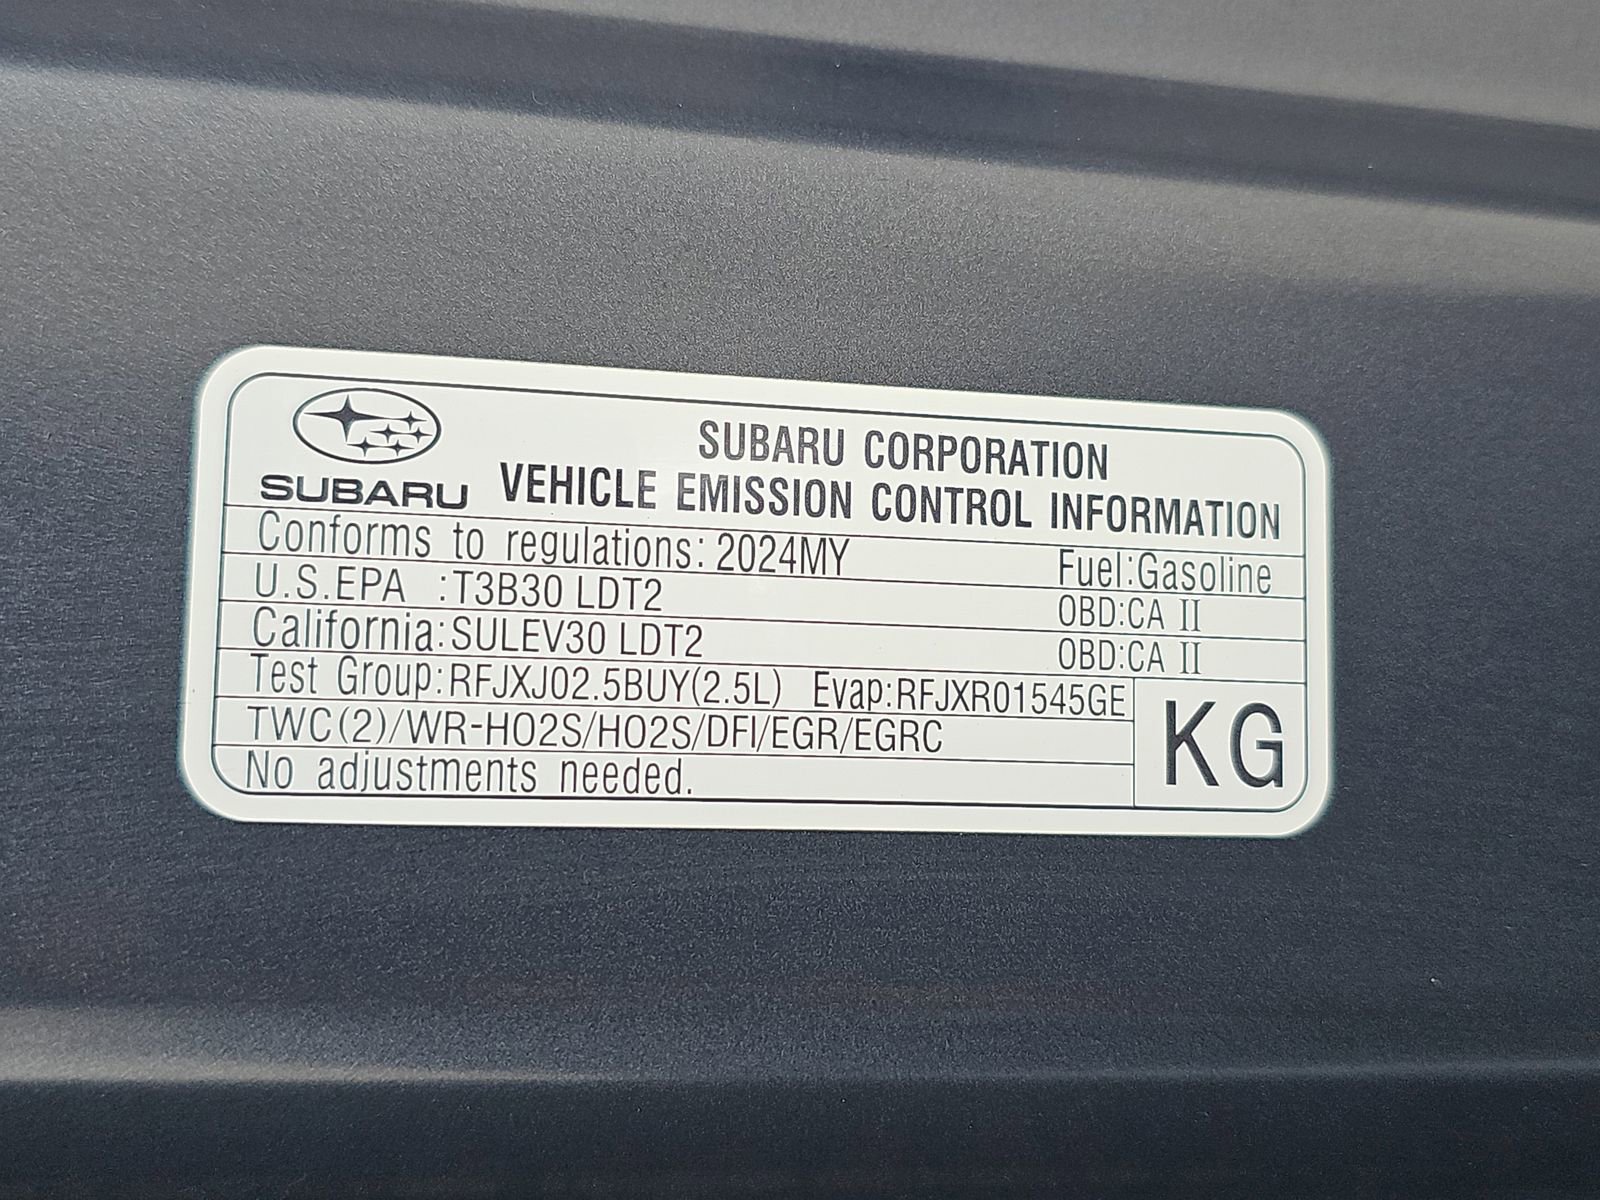 SUBARU
SUBARU CORPORATION
VEHICLE EMISSION CONTROL INFORMATION
Conforms to regulations: 2024MY Fuel:Gasoline
U.S.EPA :T3B30 LDT2 OBD:CA II
California:SULEV30 LDT2 OBD:CA II
Test Group:RFJXJ02.5BUY(2.5L) Evap:RFJXR01545GE
TWC(2)/WR-HO2S/HO2S/DFI/EGR/EGRC
No adjustments needed.
KG